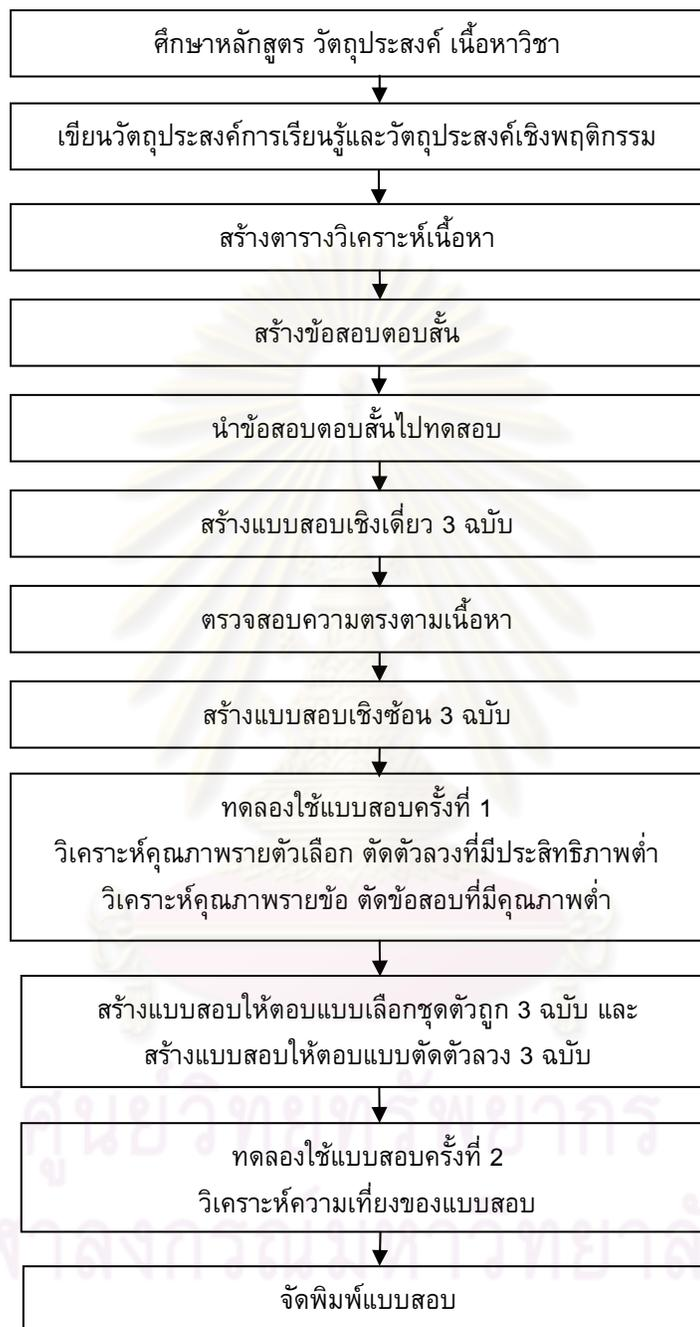 ศึกษาหลักสูตร วัตถุประสงค์ เนื้อหาวิชา
เขียนวัตถุประสงค์การเรียนรู้และวัตถุประสงค์เชิงพฤติกรรม
สร้างตารางวิเคราะห์เนื้อหา
สร้างข้อสอบตอบสั้น
นำข้อสอบตอบสั้นไปทดสอบ
สร้างแบบสอบเชิงเดี่ยว 3 ฉบับ
ตรวจสอบความตรงตามเนื้อหา
สร้างแบบสอบเชิงซ้อน 3 ฉบับ
ทดลองใช้แบบสอบครั้งที่ 1
วิเคราะห์คุณภาพรายตัวเลือก ตัดตัวลวงที่มีประสิทธิภาพต่ำ
วิเคราะห์คุณภาพรายข้อ ตัดข้อสอบที่มีคุณภาพต่ำ
สร้างแบบสอบให้ตอบแบบเลือกชุดตัวถูก 3 ฉบับ และ
สร้างแบบสอบให้ตอบแบบตัดตัวลวง 3 ฉบับ
ศูนย์วิทยทรัพยากร
ทดลองใช้แบบสอบครั้งที่ 2
วิเคราะห์ความเที่ยงของแบบสอบ
จัดพิมพ์แบบสอบ